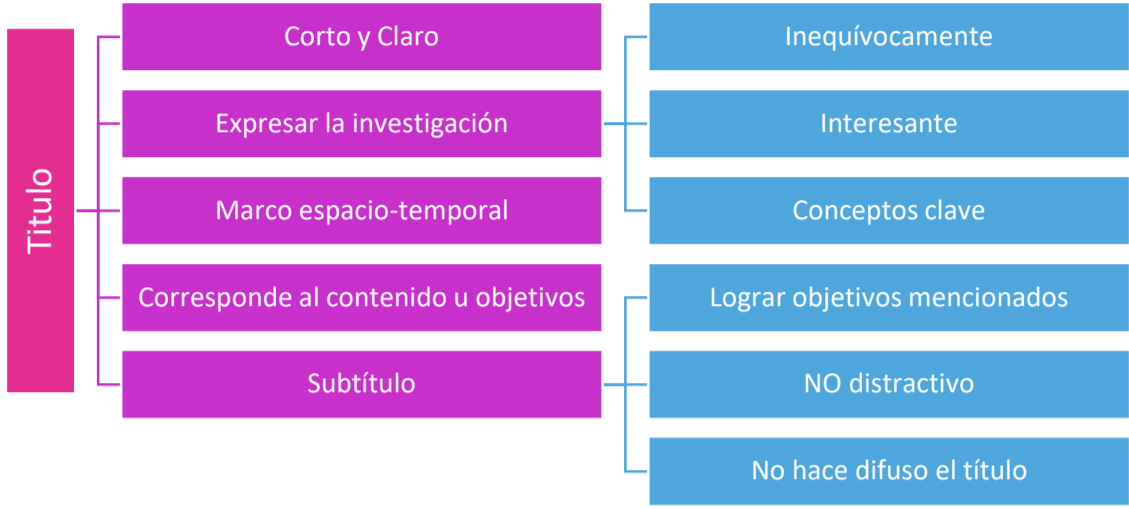 Titulo
Corto y Claro
Expresar la investigación
Inequívocamente
Interesante
Conceptos clave
Marco espacio-temporal
Corresponde al contenido u objetivos
Subtítulo
Lograr objetivos mencionados
NO distractivo
No hace difuso el título